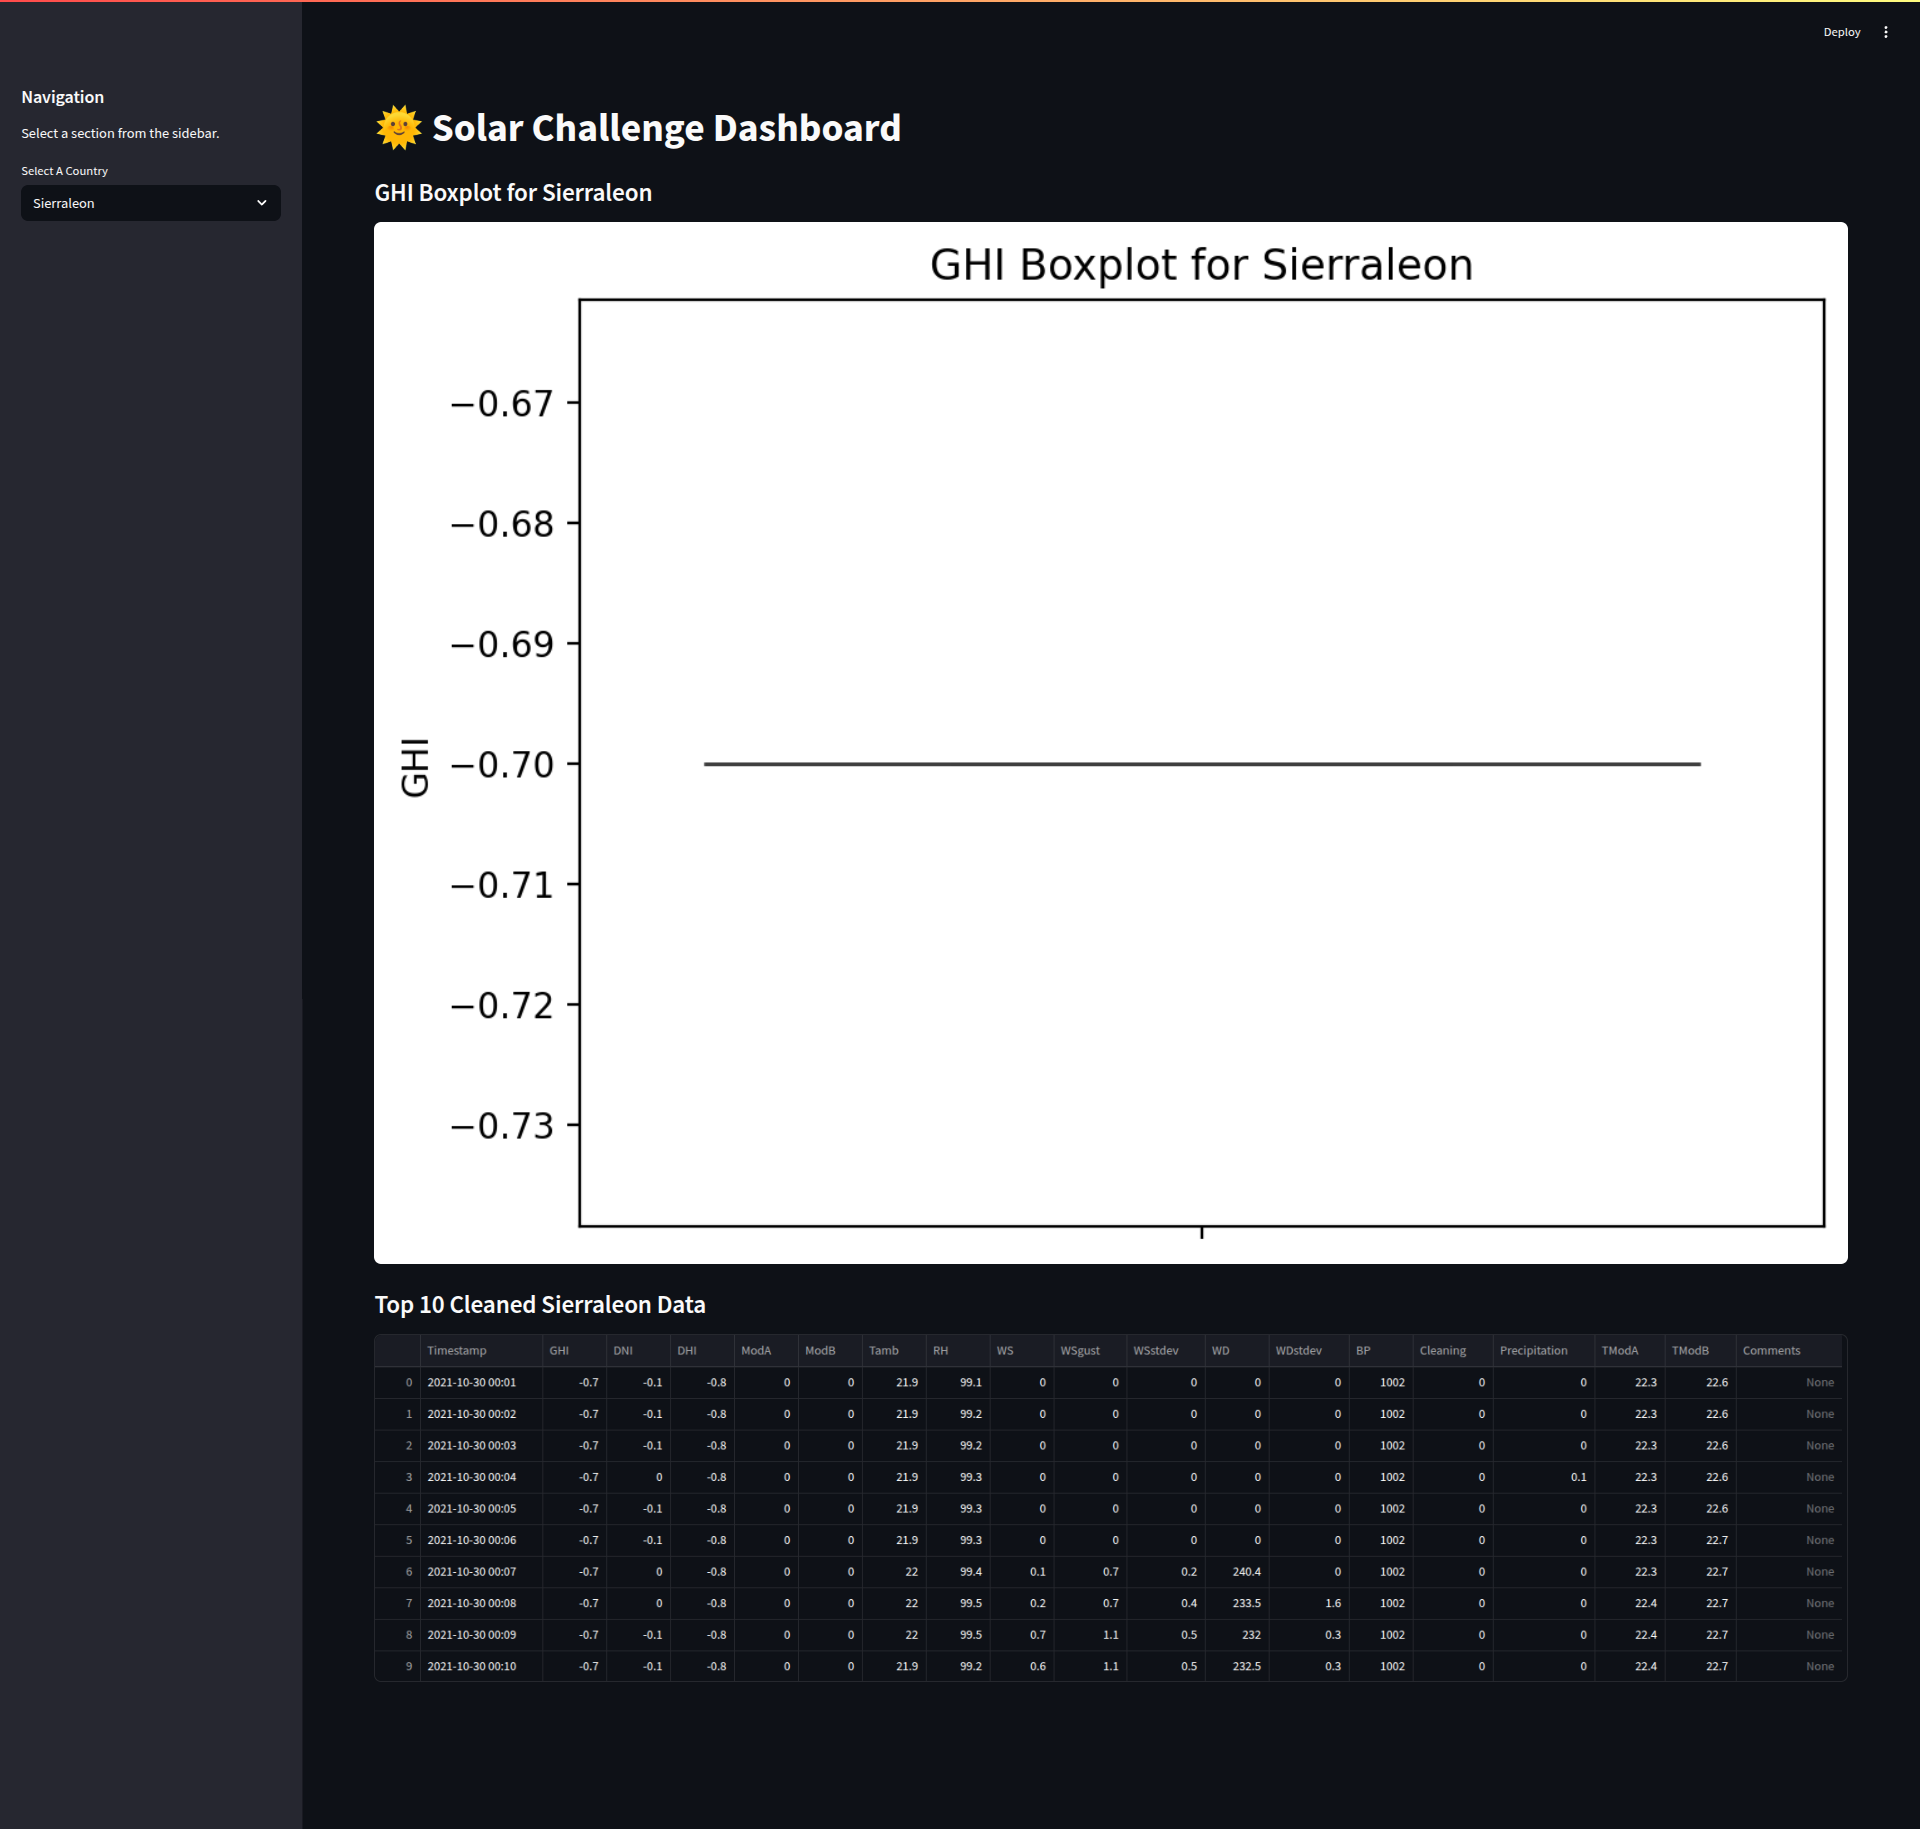 Deploy
Navigation
Select a section from the sidebar.
Select A Country
Sierraleon
🌞 Solar Challenge Dashboard
GHI Boxplot for Sierraleon
GHI Boxplot for Sierraleon
−0.67
−0.68
−0.69
GHI
−0.70
−0.71
−0.72
−0.73
Top 10 Cleaned Sierraleon Data
Timestamp GHI DNI DHI ModA ModB Tamb RH WS WSgust WSstdev WD WDstdev BP Cleaning Precipitation TModA TModB Comments
0 2021-10-30 00:01 -0.7 -0.1 -0.8 0 0 21.9 99.1 0 0 0 0 0 1002 0 0 22.3 22.6 None
1 2021-10-30 00:02 -0.7 -0.1 -0.8 0 0 21.9 99.2 0 0 0 0 0 1002 0 0 22.3 22.6 None
2 2021-10-30 00:03 -0.7 -0.1 -0.8 0 0 21.9 99.2 0 0 0 0 0 1002 0 0 22.3 22.6 None
3 2021-10-30 00:04 -0.7 0 -0.8 0 0 21.9 99.3 0 0 0 0 0 1002 0 0.1 22.3 22.6 None
4 2021-10-30 00:05 -0.7 -0.1 -0.8 0 0 21.9 99.3 0 0 0 0 0 1002 0 0 22.3 22.6 None
5 2021-10-30 00:06 -0.7 -0.1 -0.8 0 0 21.9 99.3 0 0 0 0 0 1002 0 0 22.3 22.7 None
6 2021-10-30 00:07 -0.7 0 -0.8 0 0 22 99.4 0.1 0.7 0.2 240.4 0 1002 0 0 22.3 22.7 None
7 2021-10-30 00:08 -0.7 0 -0.8 0 0 22 99.5 0.2 0.7 0.4 233.5 1.6 1002 0 0 22.4 22.7 None
8 2021-10-30 00:09 -0.7 -0.1 -0.8 0 0 22 99.5 0.7 1.1 0.5 232 0.3 1002 0 0 22.4 22.7 None
9 2021-10-30 00:10 -0.7 -0.1 -0.8 0 0 21.9 99.2 0.6 1.1 0.5 232.5 0.3 1002 0 0 22.4 22.7 None